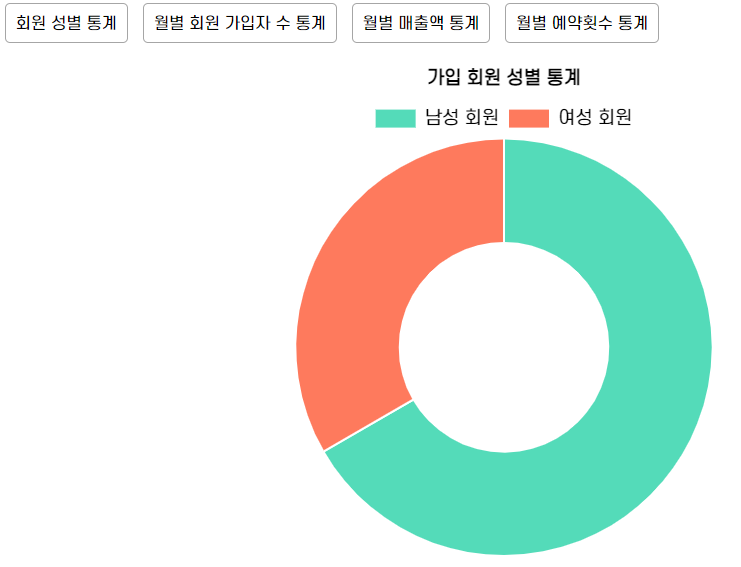 회원 성별 통계 월별 회원 가입자 수 통계 월별 매출액 통계 월별 예약횟수 통계
가입 회원 성별 통계
남성 회원 여성 회원